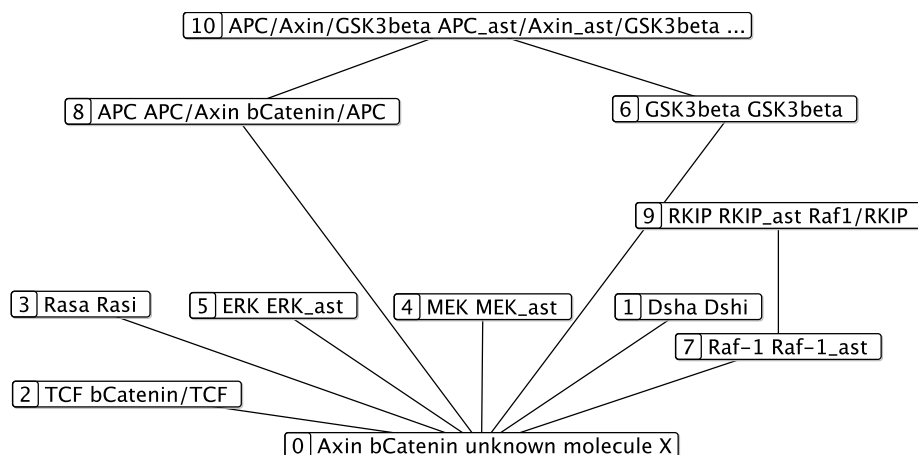 10 APC/Axin/GSK3beta APC_ast/Axin_ast/GSK3beta ...
8 APC APC/Axin bCatenin/APC
6 GSK3beta GSK3beta
9 RKIP RKIP_ast Raf1/RKIP
3 Rasa Rasi
5 ERK ERK_ast
4 MEK MEK_ast
1 Dsha Dshi
7 Raf-1 Raf-1_ast
2 TCF bCatenin/TCF
0 Axin bCatenin unknown molecule X